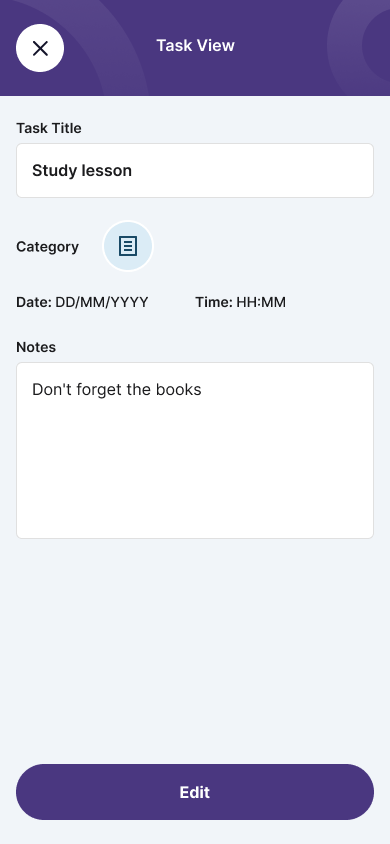 Task View
Task Title
Study lesson
Category
Date: DD/MM/YYYY Time: HH:MM
Notes
Don't forget the books
Edit